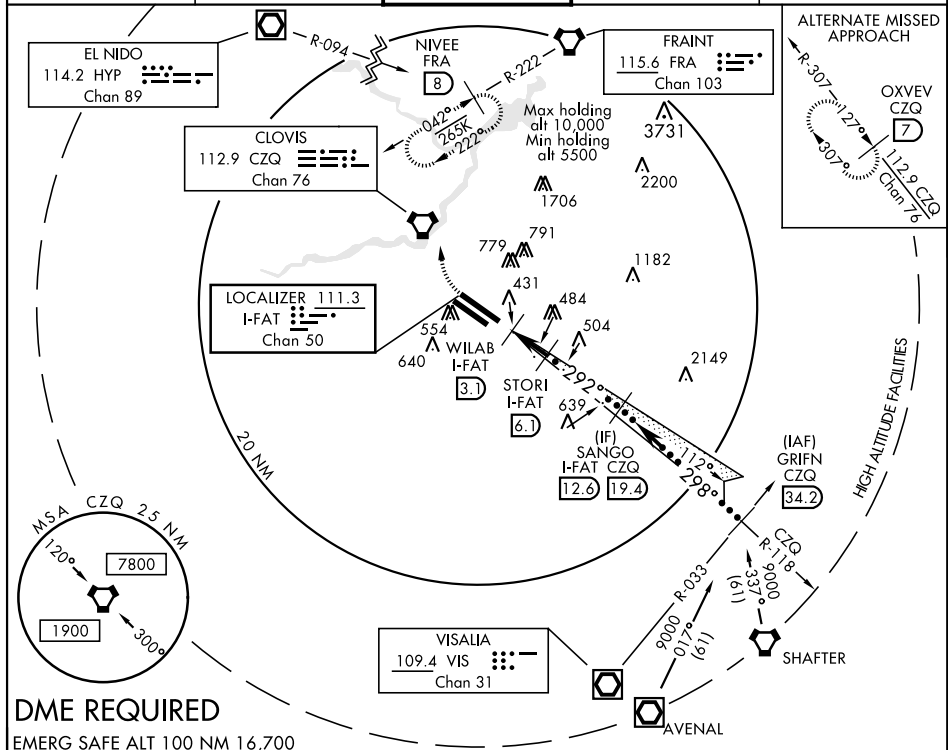 EL NIDO
114.2 HYP
Chan 89
R-094
NIVEE
FRA
8
R-222
FRAINT
115.6 FRA
Chan 103
ALTERNATE MISSED
APPROACH
R-307
127°
307°
OXVEV
CZQ
7
112.9 CZQ
Chan 76
CLOVIS
112.9 CZQ
Chan 76
042°
265K
222°
Max holding
alt 10,000
Min holding
alt 5500
3731
2200
1706
791
779
1182
431
484
504
LOCALIZER 111.3
I-FAT
Chan 50
554
640
WILAB
I-FAT
3.1
STORI
I-FAT
6.1
292°
2149
639
(IF)
SANGO
I-FAT CZQ
12.6 19.4
112°
298°
(IAF)
GRIFN
CZQ
34.2
20 NM
HIGH ALTITUDE FACILITIES
CZQ
R-118
R-033
9000
337°
(61)
9000
017°
(61)
SHAFTER
AVENAL
VISALIA
109.4 VIS
Chan 31
MSA CZQ 25 NM
120°
7800
1900
300°
DME REQUIRED
EMERG SAFE ALT 100 NM 16,700